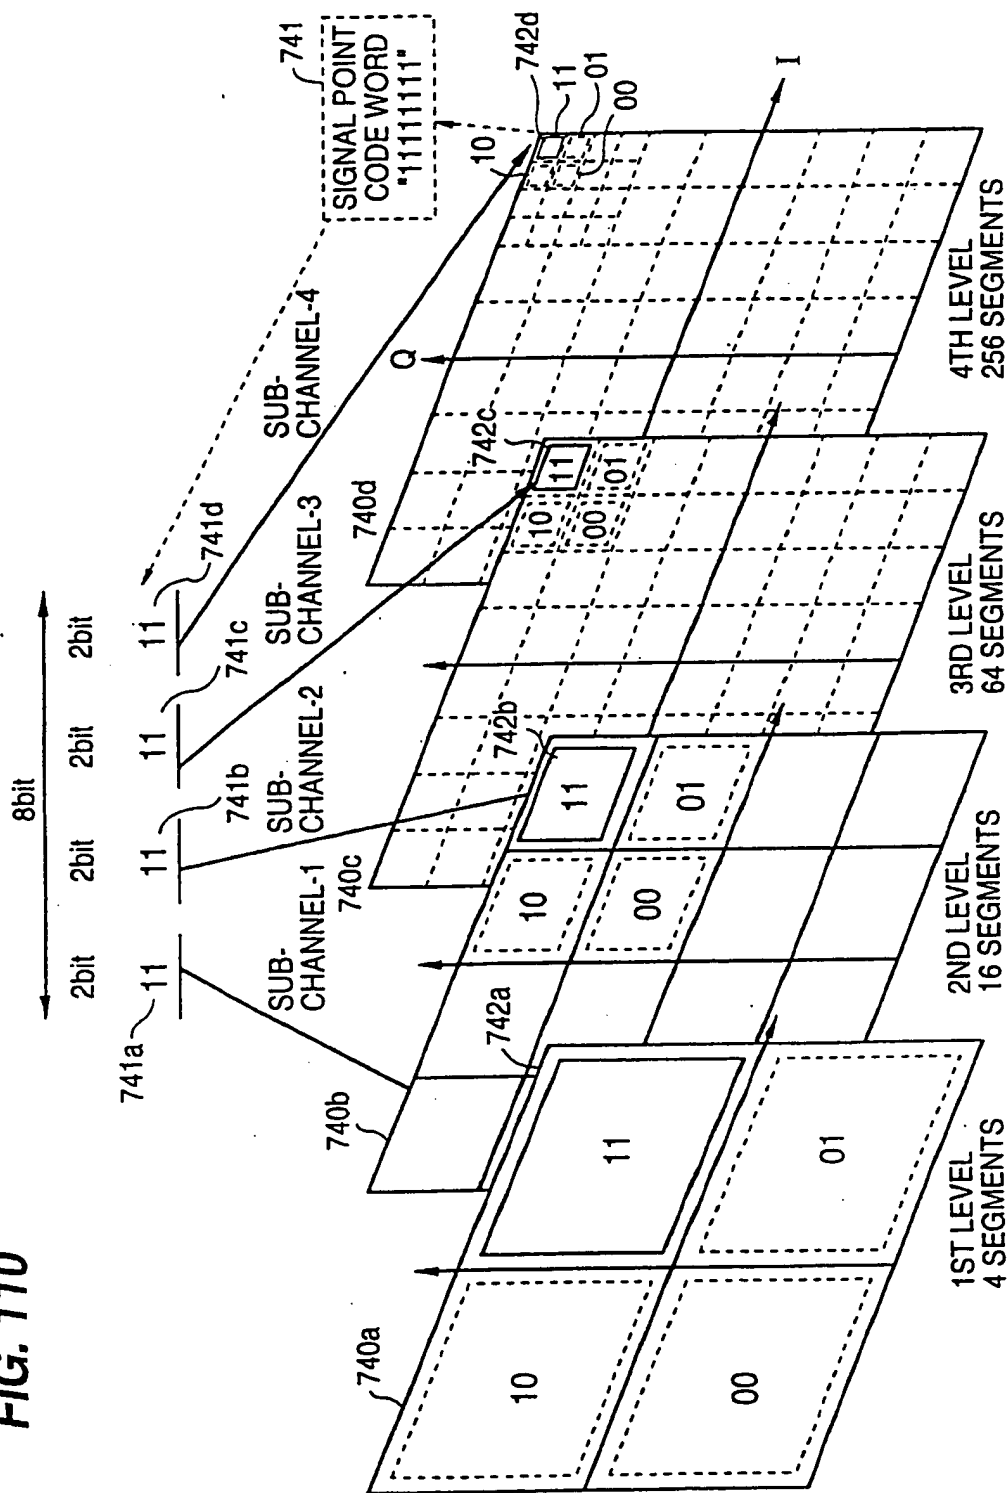 FIG. 110
8bit
2bit
2bit
2bit
2bit
741a
11
11
741b
11
741c
11
741d
741
SIGNAL POINT
CODE WORD
"11111111"
SUB-
CHANNEL-1
SUB-
CHANNEL-2
SUB-
CHANNEL-3
SUB-
CHANNEL-4
740a
10
11
00
01
742a
1ST LEVEL
4 SEGMENTS
740b
10
11
00
01
742b
2ND LEVEL
16 SEGMENTS
740c
10
11
00
01
742c
3RD LEVEL
64 SEGMENTS
740d
Q
10
742d
11
01
00
I
4TH LEVEL
256 SEGMENTS